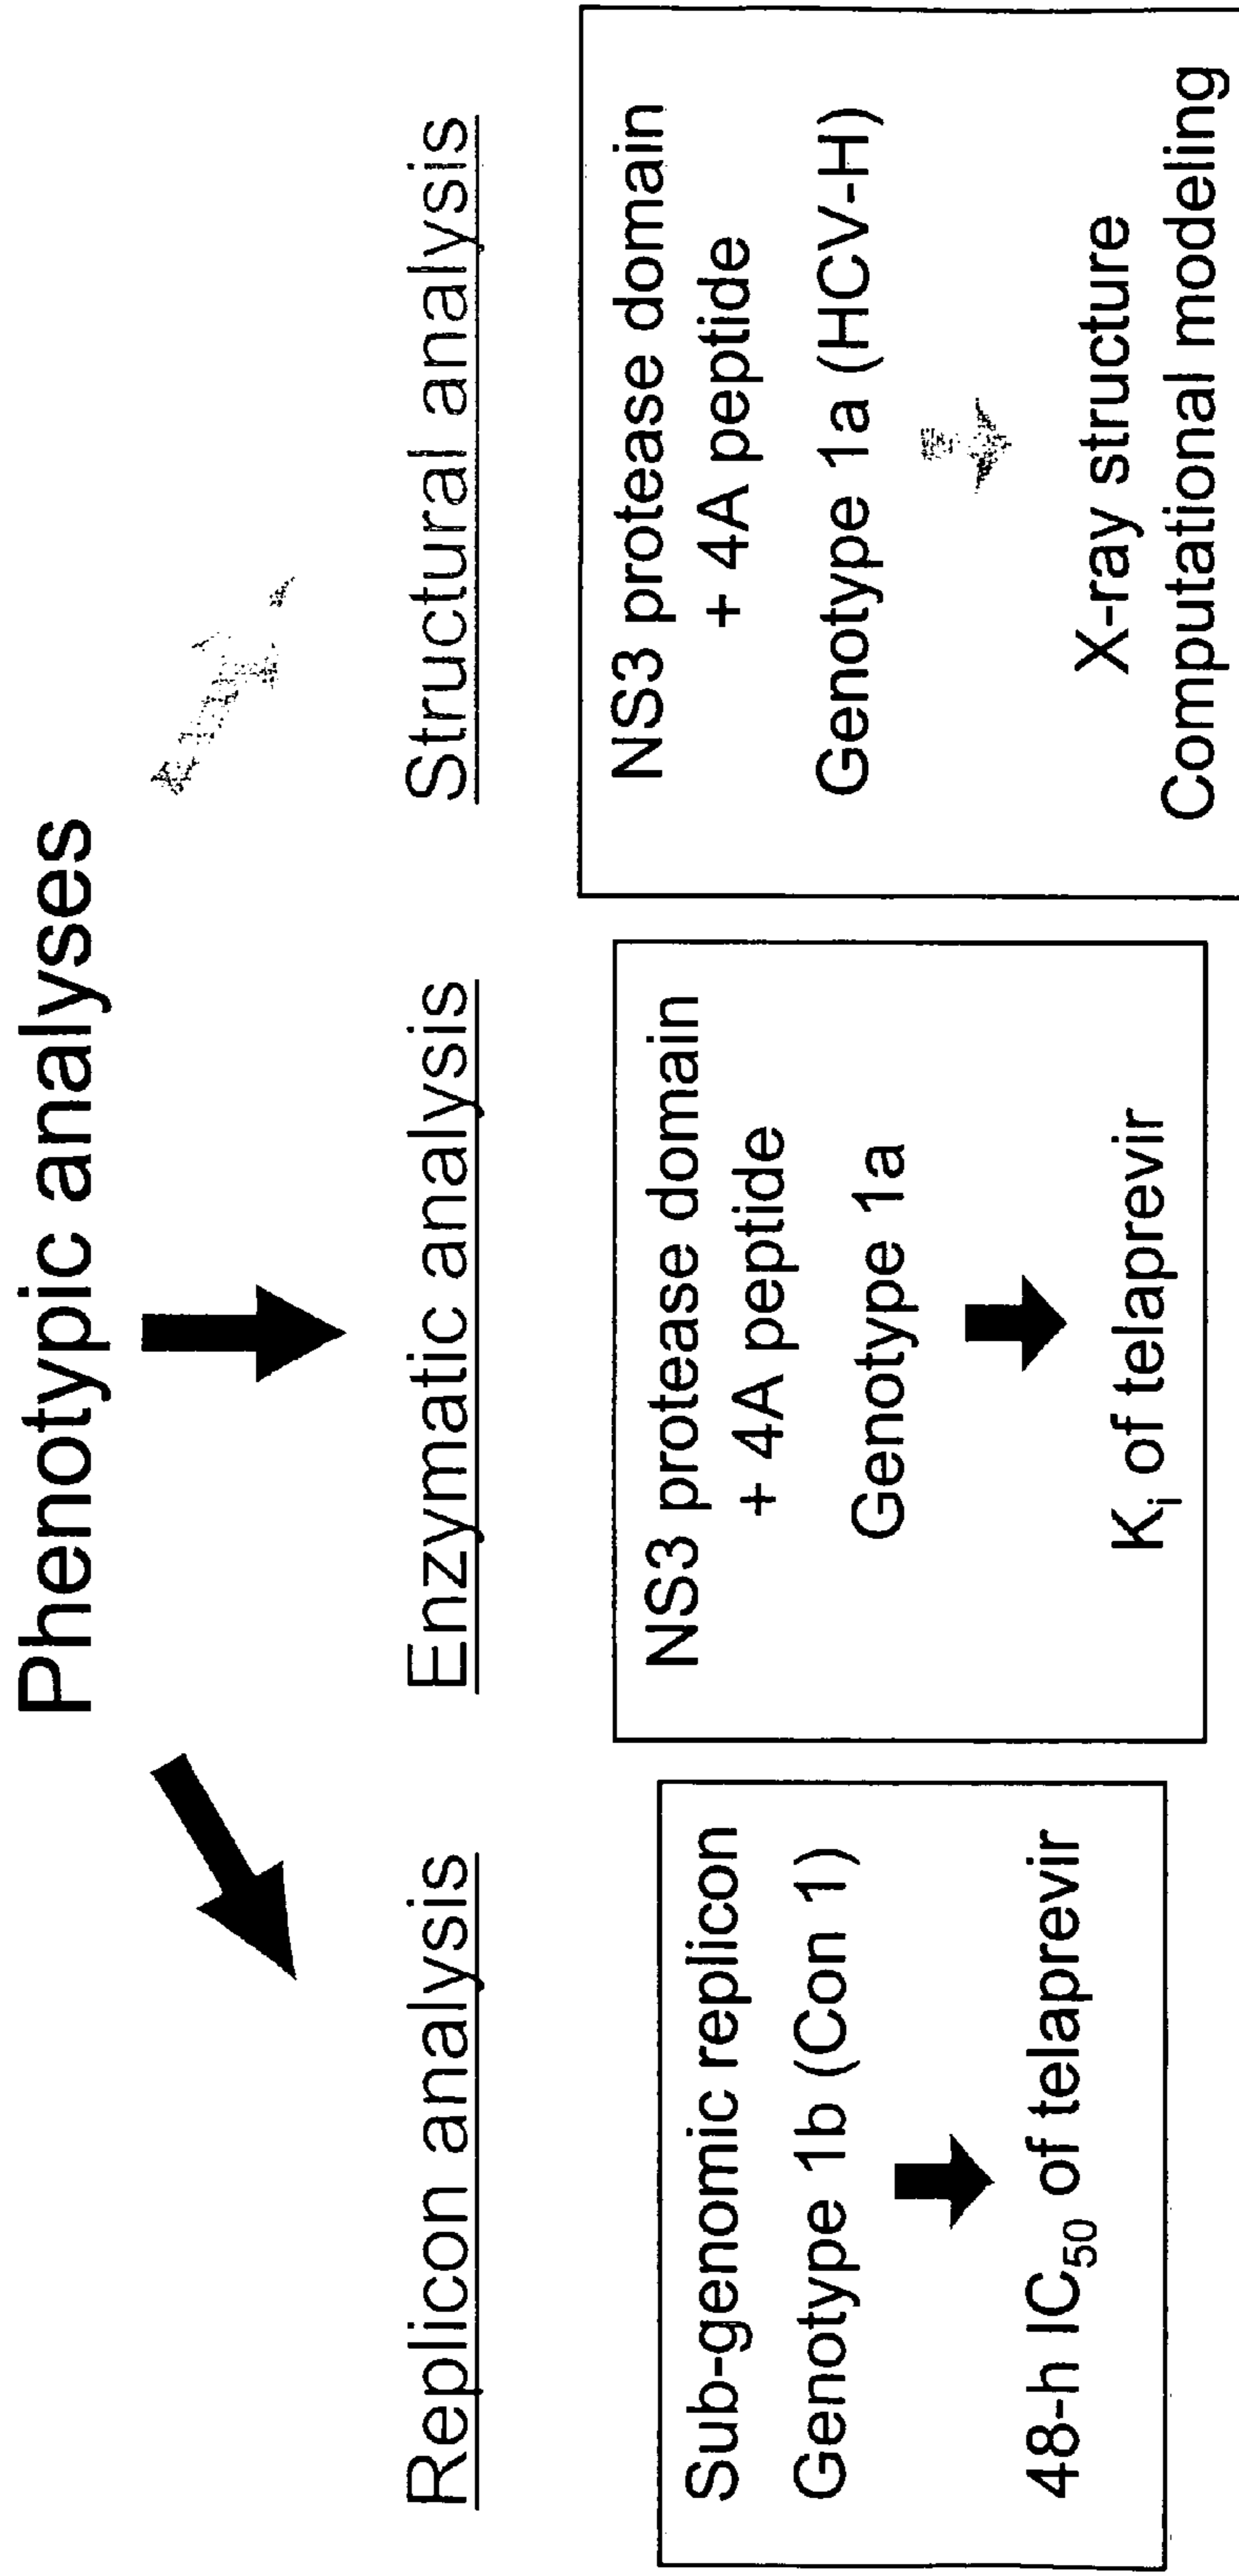 Phenotypic analyses
Replicon analysis
Sub-genomic replicon
Genotype 1b (Con 1)
48-h IC50 of telaprevir
Enzymatic analysis
NS3 protease domain
+ 4A peptide
Genotype 1a
Ki of telaprevir
Structural analysis
NS3 protease domain
+ 4A peptide
Genotype 1a (HCV-H)
X-ray structure
Computational modeling